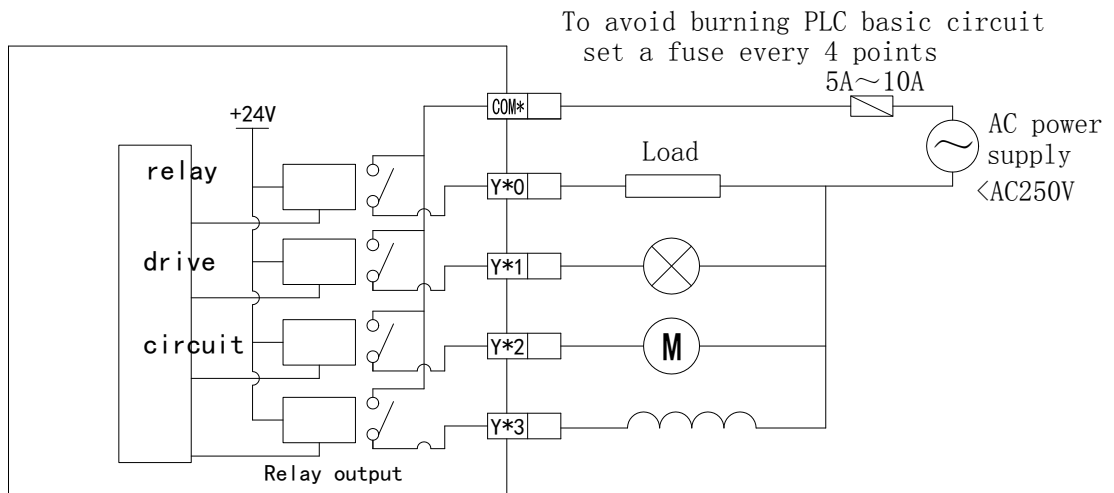 To avoid burning PLC basic circuit
set a fuse every 4 points
5A～10A
COM*
+24V
AC power
supply
<AC250V
Load
relay
Y*0
drive
Y*1
circuit
Y*2
M
Y*3
Relay output